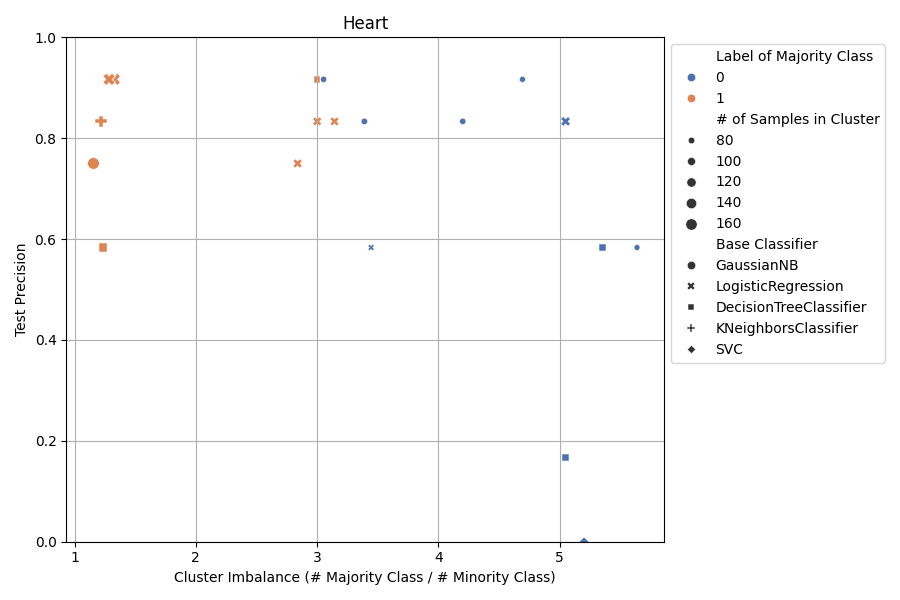 Heart
1.0
0.8
0.6
0.4
0.2
0.0
Test Precision
1
2
3
4
5
Cluster Imbalance (# Majority Class / # Minority Class)
Label of Majority Class
0
1
# of Samples in Cluster
80
100
120
140
160
Base Classifier
GaussianNB
LogisticRegression
DecisionTreeClassifier
KNeighborsClassifier
SVC